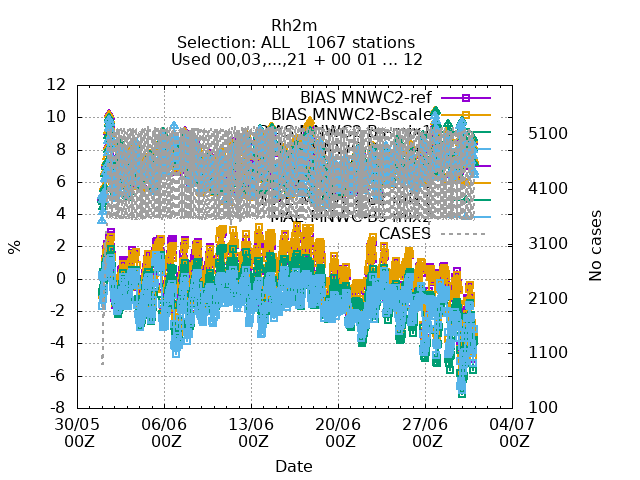 Rh2m
Selection: ALL 1067 stations
Used 00,03,...,21 + 00 01 ... 12
BIAS MNWC2-ref
BIAS MNWC2-Bscale
CASES
12
10
8
6
4
2
0
-2
-4
-6
-8
5100
4100
3100
2100
1100
100
%
No cases
30/05 06/06 13/06 20/06 27/06 04/07
00Z 00Z 00Z 00Z 00Z 00Z
Date